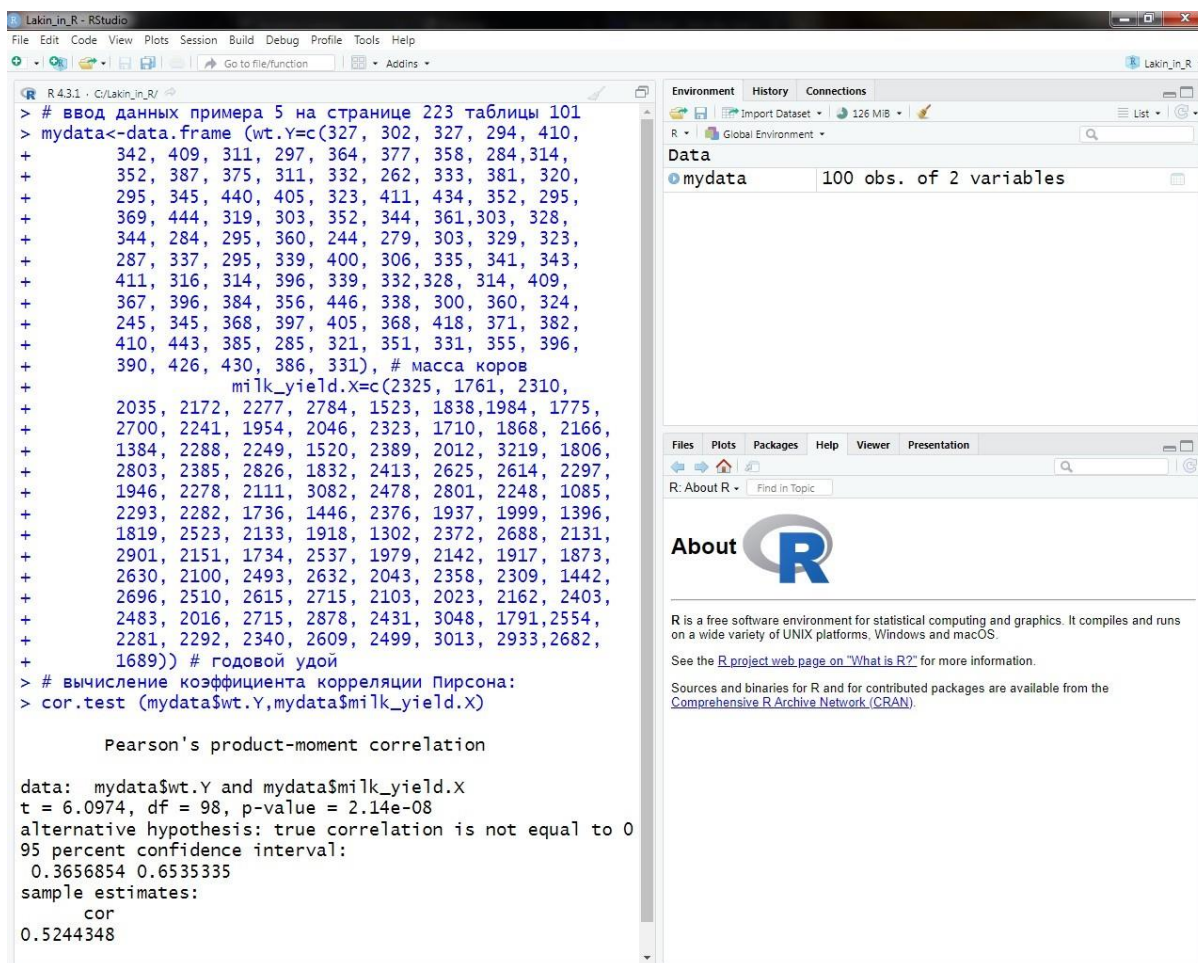 Lakin_in_R - RStudio
File Edit Code View Plots Session Build Debug Profile Tools Help
Go to file/function Addins Lakin_in_R
R 4.3.1 · C:/Lakin_in_R/
> # ввод данных примера 5 на странице 223 таблицы 101
> mydata<-data.frame (wt.Y=c(327, 302, 327, 294, 410,
+ 342, 409, 311, 297, 364, 377, 358, 284,314,
+ 352, 387, 375, 311, 332, 262, 333, 381, 320,
+ 295, 345, 440, 405, 323, 411, 434, 352, 295,
+ 369, 444, 319, 303, 352, 344, 361,303, 328,
+ 344, 284, 295, 360, 244, 279, 303, 329, 323,
+ 287, 337, 295, 339, 400, 306, 335, 341, 343,
+ 411, 316, 314, 396, 339, 332,328, 314, 409,
+ 367, 396, 384, 356, 446, 338, 300, 360, 324,
+ 245, 345, 368, 397, 405, 368, 418, 371, 382,
+ 410, 443, 385, 285, 321, 351, 331, 355, 396,
+ 390, 426, 430, 386, 331), # масса коров
+ milk_yield.X=c(2325, 1761, 2310,
+ 2035, 2172, 2277, 2784, 1523, 1838,1984, 1775,
+ 2700, 2241, 1954, 2046, 2323, 1710, 1868, 2166,
+ 1384, 2288, 2249, 1520, 2389, 2012, 3219, 1806,
+ 2803, 2385, 2826, 1832, 2413, 2625, 2614, 2297,
+ 1946, 2278, 2111, 3082, 2478, 2801, 2248, 1085,
+ 2293, 2282, 1736, 1446, 2376, 1937, 1999, 1396,
+ 1819, 2523, 2133, 1918, 1302, 2372, 2688, 2131,
+ 2901, 2151, 1734, 2537, 1979, 2142, 1917, 1873,
+ 2630, 2100, 2493, 2632, 2043, 2358, 2309, 1442,
+ 2696, 2510, 2615, 2715, 2103, 2023, 2162, 2403,
+ 2483, 2016, 2715, 2878, 2431, 3048, 1791,2554,
+ 2281, 2292, 2340, 2609, 2499, 3013, 2933,2682,
+ 1689)) # годовой удой
> # вычисление коэффициента корреляции Пирсона:
> cor.test (mydata$wt.Y,mydata$milk_yield.X)
Pearson's product-moment correlation
data: mydata$wt.Y and mydata$milk_yield.X
t = 6.0974, df = 98, p-value = 2.14e-08
alternative hypothesis: true correlation is not equal to 0
95 percent confidence interval:
0.3656854 0.6535335
sample estimates:
cor
0.5244348
Environment History Connections
Import Dataset 126 MiB List
R Global Environment
Data
mydata 100 obs. of 2 variables
Files Plots Packages Help Viewer Presentation
R: About R Find in Topic
About R
R is a free software environment for statistical computing and graphics. It compiles and runs
on a wide variety of UNIX platforms, Windows and macOS.
See the R project web page on "What is R?" for more information.
Sources and binaries for R and for contributed packages are available from the
Comprehensive R Archive Network (CRAN).